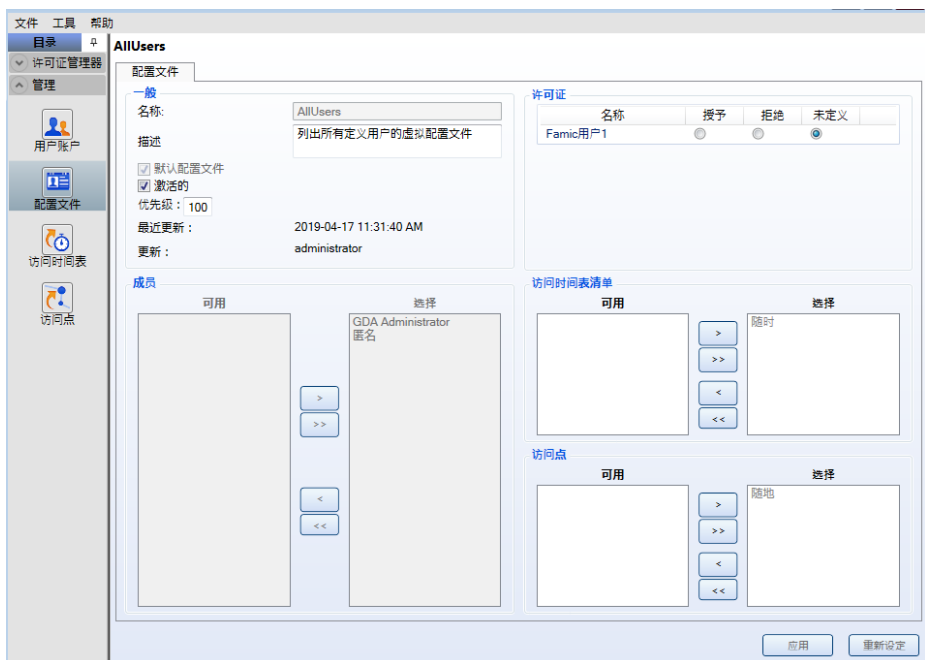 文件 工具 帮助
目录
许可证管理器
管理
用户账户
配置文件
访问时间表
访问点
AllUsers
配置文件
一般
名称: AllUsers
描述 列出所有定义用户的虚拟配置文件
默认配置文件
激活的
优先级： 100
最近更新： 2019-04-17 11:31:40 AM
更新： administrator
许可证
名称 授予 拒绝 未定义
Famic用户1
成员
可用 选择
GDA Administrator
匿名
>
>>
<
<<
访问时间表清单
可用 选择
随时
>
>>
<
<<
访问点
可用 选择
随地
>
>>
<
<<
应用 重新设定